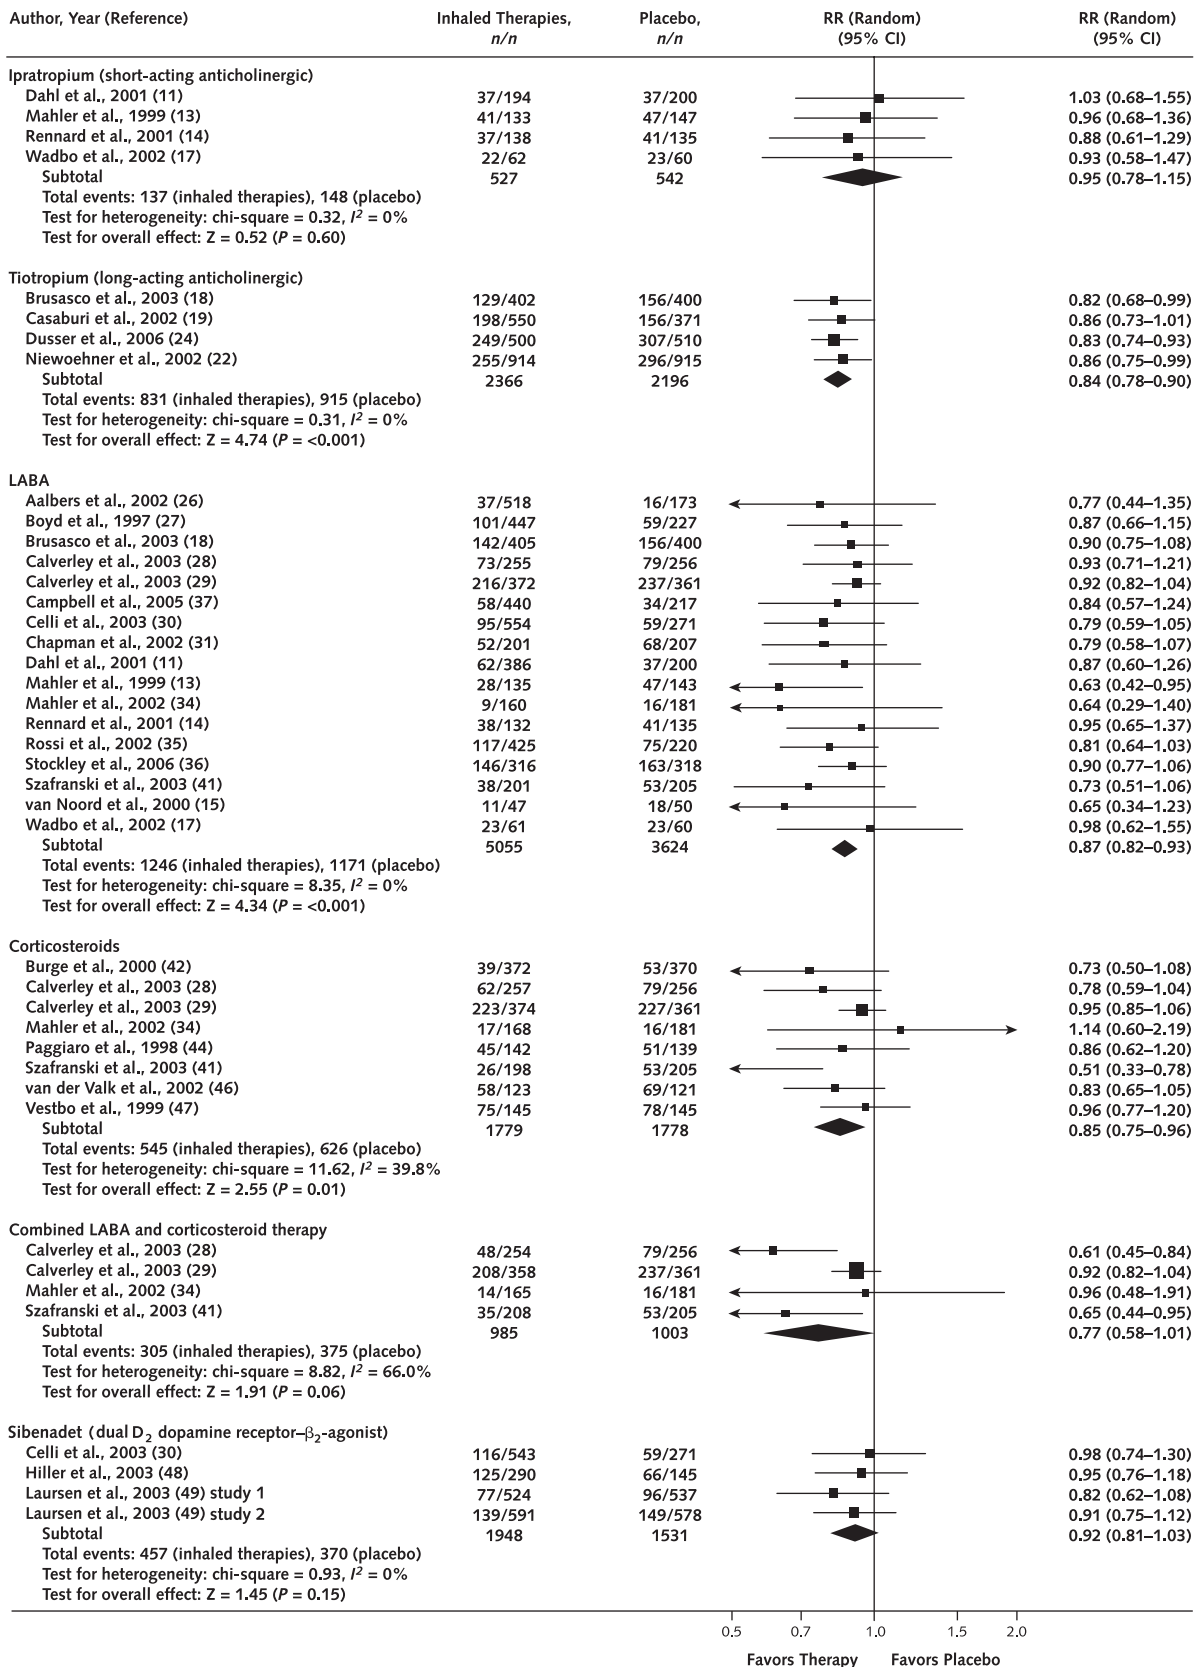 Author, Year (Reference) Inhaled Therapies, Placebo, RR (Random) RR (Random)
n/n n/n (95% CI) (95% CI)
Ipratropium (short-acting anticholinergic)
Dahl et al., 2001 (11) 37/194 37/200 1.03 (0.68–1.55)
Mahler et al., 1999 (13) 41/133 47/147 0.96 (0.68–1.36)
Rennard et al., 2001 (14) 37/138 41/135 0.88 (0.61–1.29)
Wadbo et al., 2002 (17) 22/62 23/60 0.93 (0.58–1.47)
Subtotal 527 542 0.95 (0.78–1.15)
Total events: 137 (inhaled therapies), 148 (placebo)
Test for heterogeneity: chi-square = 0.32, I² = 0%
Test for overall effect: Z = 0.52 (P = 0.60)
Tiotropium (long-acting anticholinergic)
Brusasco et al., 2003 (18) 129/402 156/400 0.82 (0.68–0.99)
Casaburi et al., 2002 (19) 198/550 156/371 0.86 (0.73–1.01)
Dusser et al., 2006 (24) 249/500 307/510 0.83 (0.74–0.93)
Niewoehner et al., 2002 (22) 255/914 296/915 0.86 (0.75–0.99)
Subtotal 2366 2196 0.84 (0.78–0.90)
Total events: 831 (inhaled therapies), 915 (placebo)
Test for heterogeneity: chi-square = 0.31, I² = 0%
Test for overall effect: Z = 4.74 (P = <0.001)
LABA
Aalbers et al., 2002 (26) 37/518 16/173 0.77 (0.44–1.35)
Boyd et al., 1997 (27) 101/447 59/227 0.87 (0.66–1.15)
Brusasco et al., 2003 (18) 142/405 156/400 0.90 (0.75–1.08)
Calverley et al., 2003 (28) 73/255 79/256 0.93 (0.71–1.21)
Calverley et al., 2003 (29) 216/372 237/361 0.92 (0.82–1.04)
Campbell et al., 2005 (37) 58/440 34/217 0.84 (0.57–1.24)
Celli et al., 2003 (30) 95/554 59/271 0.79 (0.59–1.05)
Chapman et al., 2002 (31) 52/201 68/207 0.79 (0.58–1.07)
Dahl et al., 2001 (11) 62/386 37/200 0.87 (0.60–1.26)
Mahler et al., 1999 (13) 28/135 47/143 0.63 (0.42–0.95)
Mahler et al., 2002 (34) 9/160 16/181 0.64 (0.29–1.40)
Rennard et al., 2001 (14) 38/132 41/135 0.95 (0.65–1.37)
Rossi et al., 2002 (35) 117/425 75/220 0.81 (0.64–1.03)
Stockley et al., 2006 (36) 146/316 163/318 0.90 (0.77–1.06)
Szafranski et al., 2003 (41) 38/201 53/205 0.73 (0.51–1.06)
van Noord et al., 2000 (15) 11/47 18/50 0.65 (0.34–1.23)
Wadbo et al., 2002 (17) 23/61 23/60 0.98 (0.62–1.55)
Subtotal 5055 3624 0.87 (0.82–0.93)
Total events: 1246 (inhaled therapies), 1171 (placebo)
Test for heterogeneity: chi-square = 8.35, I² = 0%
Test for overall effect: Z = 4.34 (P = <0.001)
Corticosteroids
Burge et al., 2000 (42) 39/372 53/370 0.73 (0.50–1.08)
Calverley et al., 2003 (28) 62/257 79/256 0.78 (0.59–1.04)
Calverley et al., 2003 (29) 223/374 227/361 0.95 (0.85–1.06)
Mahler et al., 2002 (34) 17/168 16/181 1.14 (0.60–2.19)
Paggiaro et al., 1998 (44) 45/142 51/139 0.86 (0.62–1.20)
Szafranski et al., 2003 (41) 26/198 53/205 0.51 (0.33–0.78)
van der Valk et al., 2002 (46) 58/123 69/121 0.83 (0.65–1.05)
Vestbo et al., 1999 (47) 75/145 78/145 0.96 (0.77–1.20)
Subtotal 1779 1778 0.85 (0.75–0.96)
Total events: 545 (inhaled therapies), 626 (placebo)
Test for heterogeneity: chi-square = 11.62, I² = 39.8%
Test for overall effect: Z = 2.55 (P = 0.01)
Combined LABA and corticosteroid therapy
Calverley et al., 2003 (28) 48/254 79/256 0.61 (0.45–0.84)
Calverley et al., 2003 (29) 208/358 237/361 0.92 (0.82–1.04)
Mahler et al., 2002 (34) 14/165 16/181 0.96 (0.48–1.91)
Szafranski et al., 2003 (41) 35/208 53/205 0.65 (0.44–0.95)
Subtotal 985 1003 0.77 (0.58–1.01)
Total events: 305 (inhaled therapies), 375 (placebo)
Test for heterogeneity: chi-square = 8.82, I² = 66.0%
Test for overall effect: Z = 1.91 (P = 0.06)
Sibenadet (dual D₂ dopamine receptor–β₂-agonist)
Celli et al., 2003 (30) 116/543 59/271 0.98 (0.74–1.30)
Hiller et al., 2003 (48) 125/290 66/145 0.95 (0.76–1.18)
Laursen et al., 2003 (49) study 1 77/524 96/537 0.82 (0.62–1.08)
Laursen et al., 2003 (49) study 2 139/591 149/578 0.91 (0.75–1.12)
Subtotal 1948 1531 0.92 (0.81–1.03)
Total events: 457 (inhaled therapies), 370 (placebo)
Test for heterogeneity: chi-square = 0.93, I² = 0%
Test for overall effect: Z = 1.45 (P = 0.15)
0.5 0.7 1.0 1.5 2.0
Favors Therapy Favors Placebo